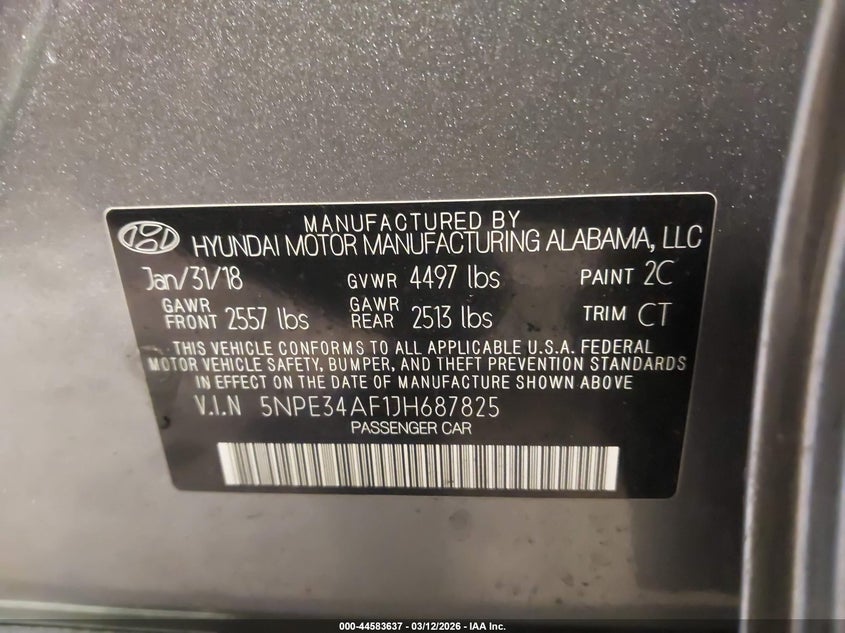 MANUFACTURED BY
HYUNDAI MOTOR MANUFACTURING ALABAMA, LLC
Jan/31/18 GVWR 4497 lbs PAINT 2C
GAWR FRONT 2557 lbs GAWR REAR 2513 lbs TRIM CT
THIS VEHICLE CONFORMS TO ALL APPLICABLE U.S.A. FEDERAL
MOTOR VEHICLE SAFETY, BUMPER, AND THEFT PREVENTION STANDARDS
IN EFFECT ON THE DATE OF MANUFACTURE SHOWN ABOVE
V.I.N 5NPE34AF1JH687825
PASSENGER CAR
000-44583637 - 03/12/2026 - IAA Inc.